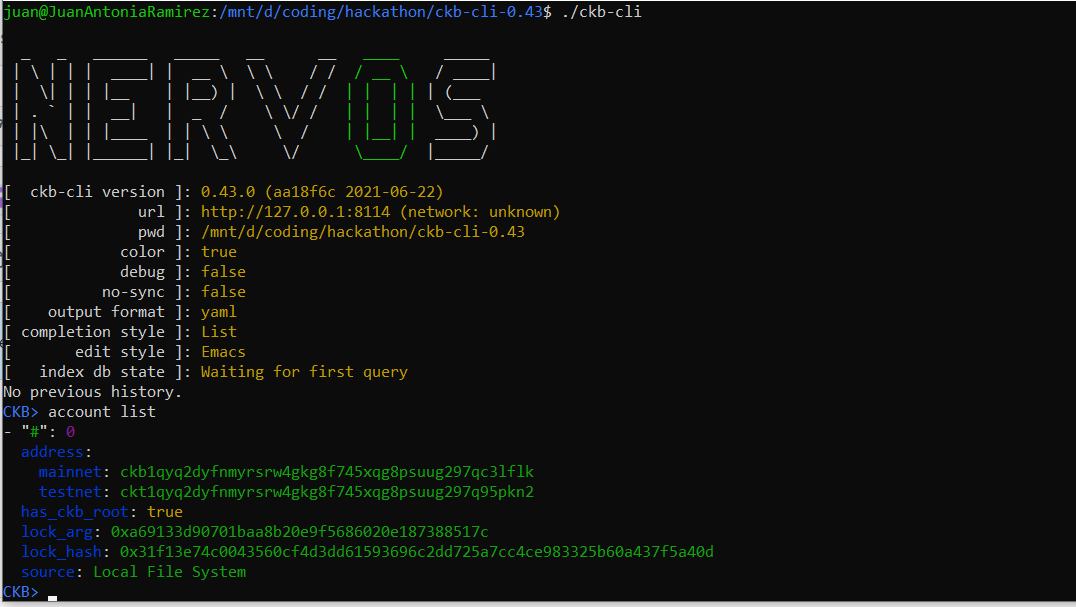 juan@JuanAntoniaRamirez:/mnt/d/coding/hackathon/ckb-cli-0.43$ ./ckb-cli
NERVOS
[  ckb-cli version ]: 0.43.0 (aa18f6c 2021-06-22)
[              url ]: http://127.0.0.1:8114 (network: unknown)
[              pwd ]: /mnt/d/coding/hackathon/ckb-cli-0.43
[            color ]: true
[            debug ]: false
[          no-sync ]: false
[    output format ]: yaml
[ completion style ]: List
[       edit style ]: Emacs
[   index db state ]: Waiting for first query
No previous history.
CKB> account list
- "#": 0
  address:
    mainnet: ckb1qyq2dyfnmyrsrw4gkg8f745xqg8psuug297qc3lflk
    testnet: ckt1qyq2dyfnmyrsrw4gkg8f745xqg8psuug297q95pkn2
  has_ckb_root: true
  lock_arg: 0xa69133d90701baa8b20e9f5686020e187388517c
  lock_hash: 0x31f13e74c0043560cf4d3dd61593696c2dd725a7cc4ce983325b60a437f5a40d
  source: Local File System
CKB>